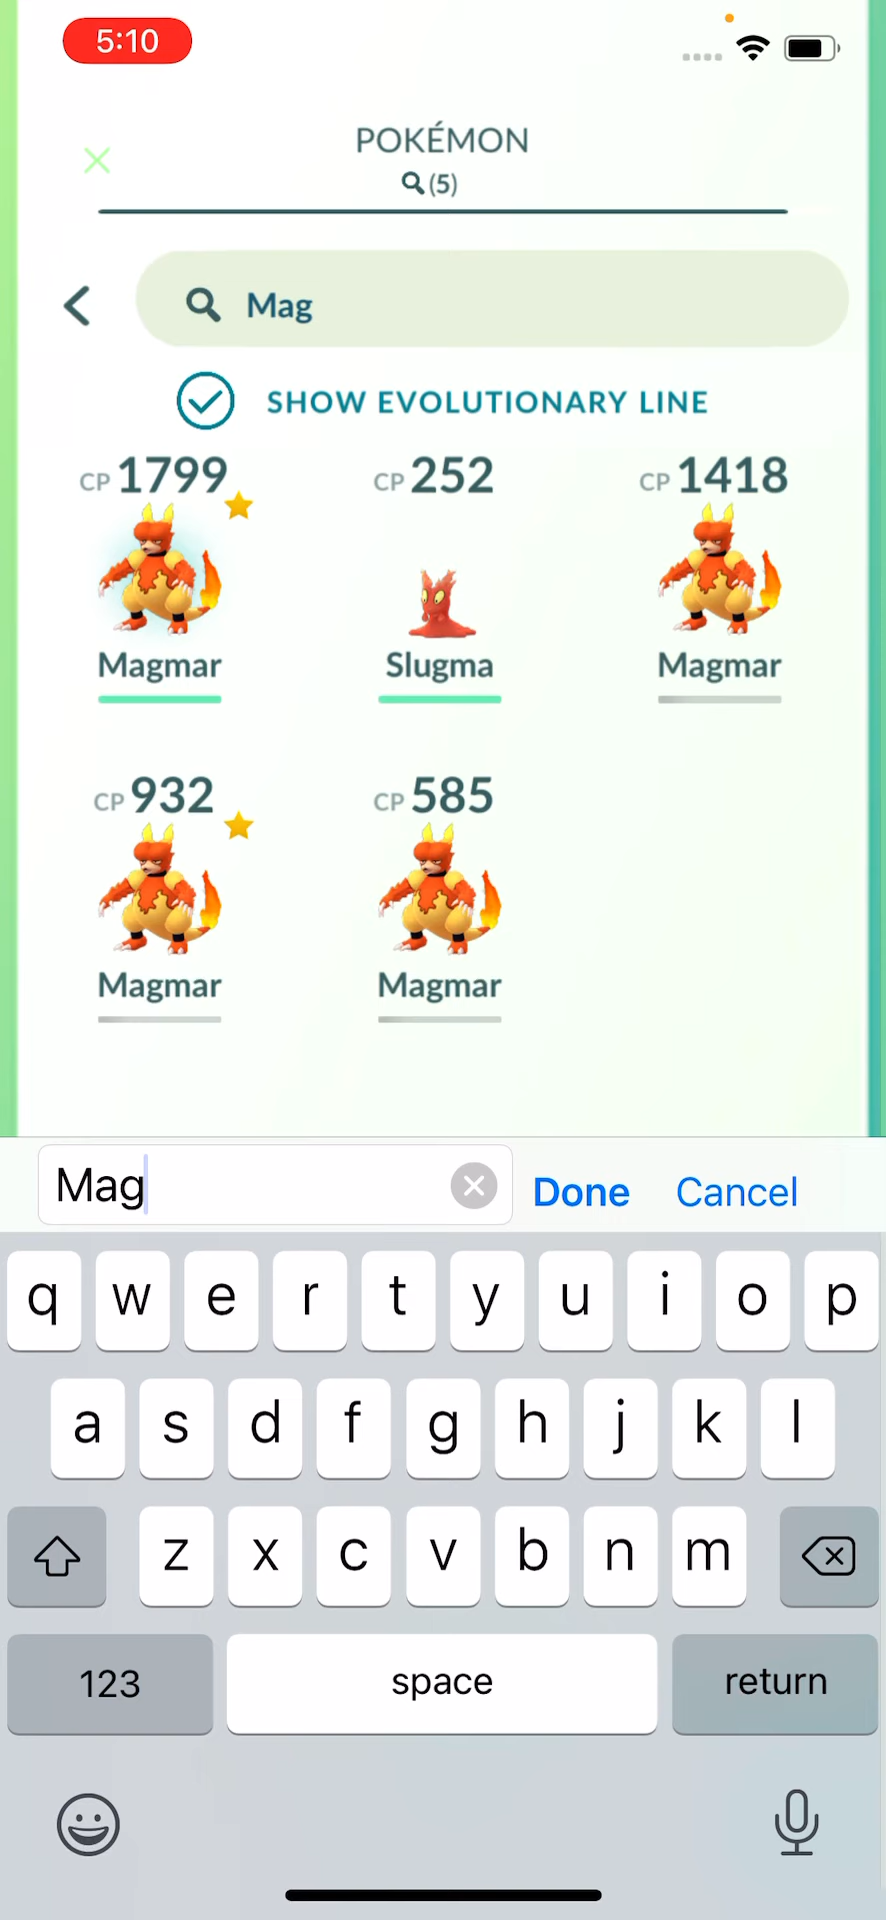 5:10
POKÉMON
(5)
Mag
SHOW EVOLUTIONARY LINE
CP 1799 CP 252 CP 1418
Magmar Slugma Magmar
CP 932 CP 585
Magmar Magmar
Mag Done Cancel
q w e r t y u i o p
a s d f g h j k l
z x c v b n m
123 space return